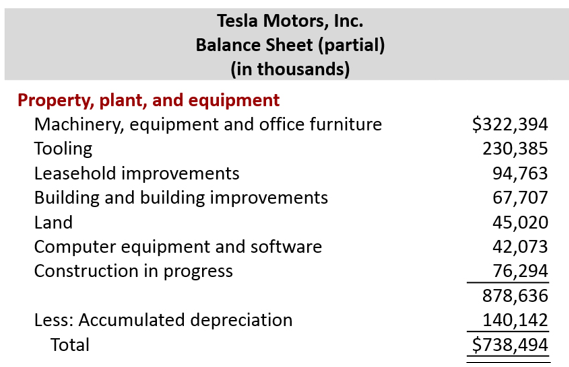 Tesla Motors, Inc.
Balance Sheet (partial)
(in thousands)
Property, plant, and equipment
Machinery, equipment and office furniture $322,394
Tooling 230,385
Leasehold improvements 94,763
Building and building improvements 67,707
Land 45,020
Computer equipment and software 42,073
Construction in progress 76,294
878,636
Less: Accumulated depreciation 140,142
Total $738,494